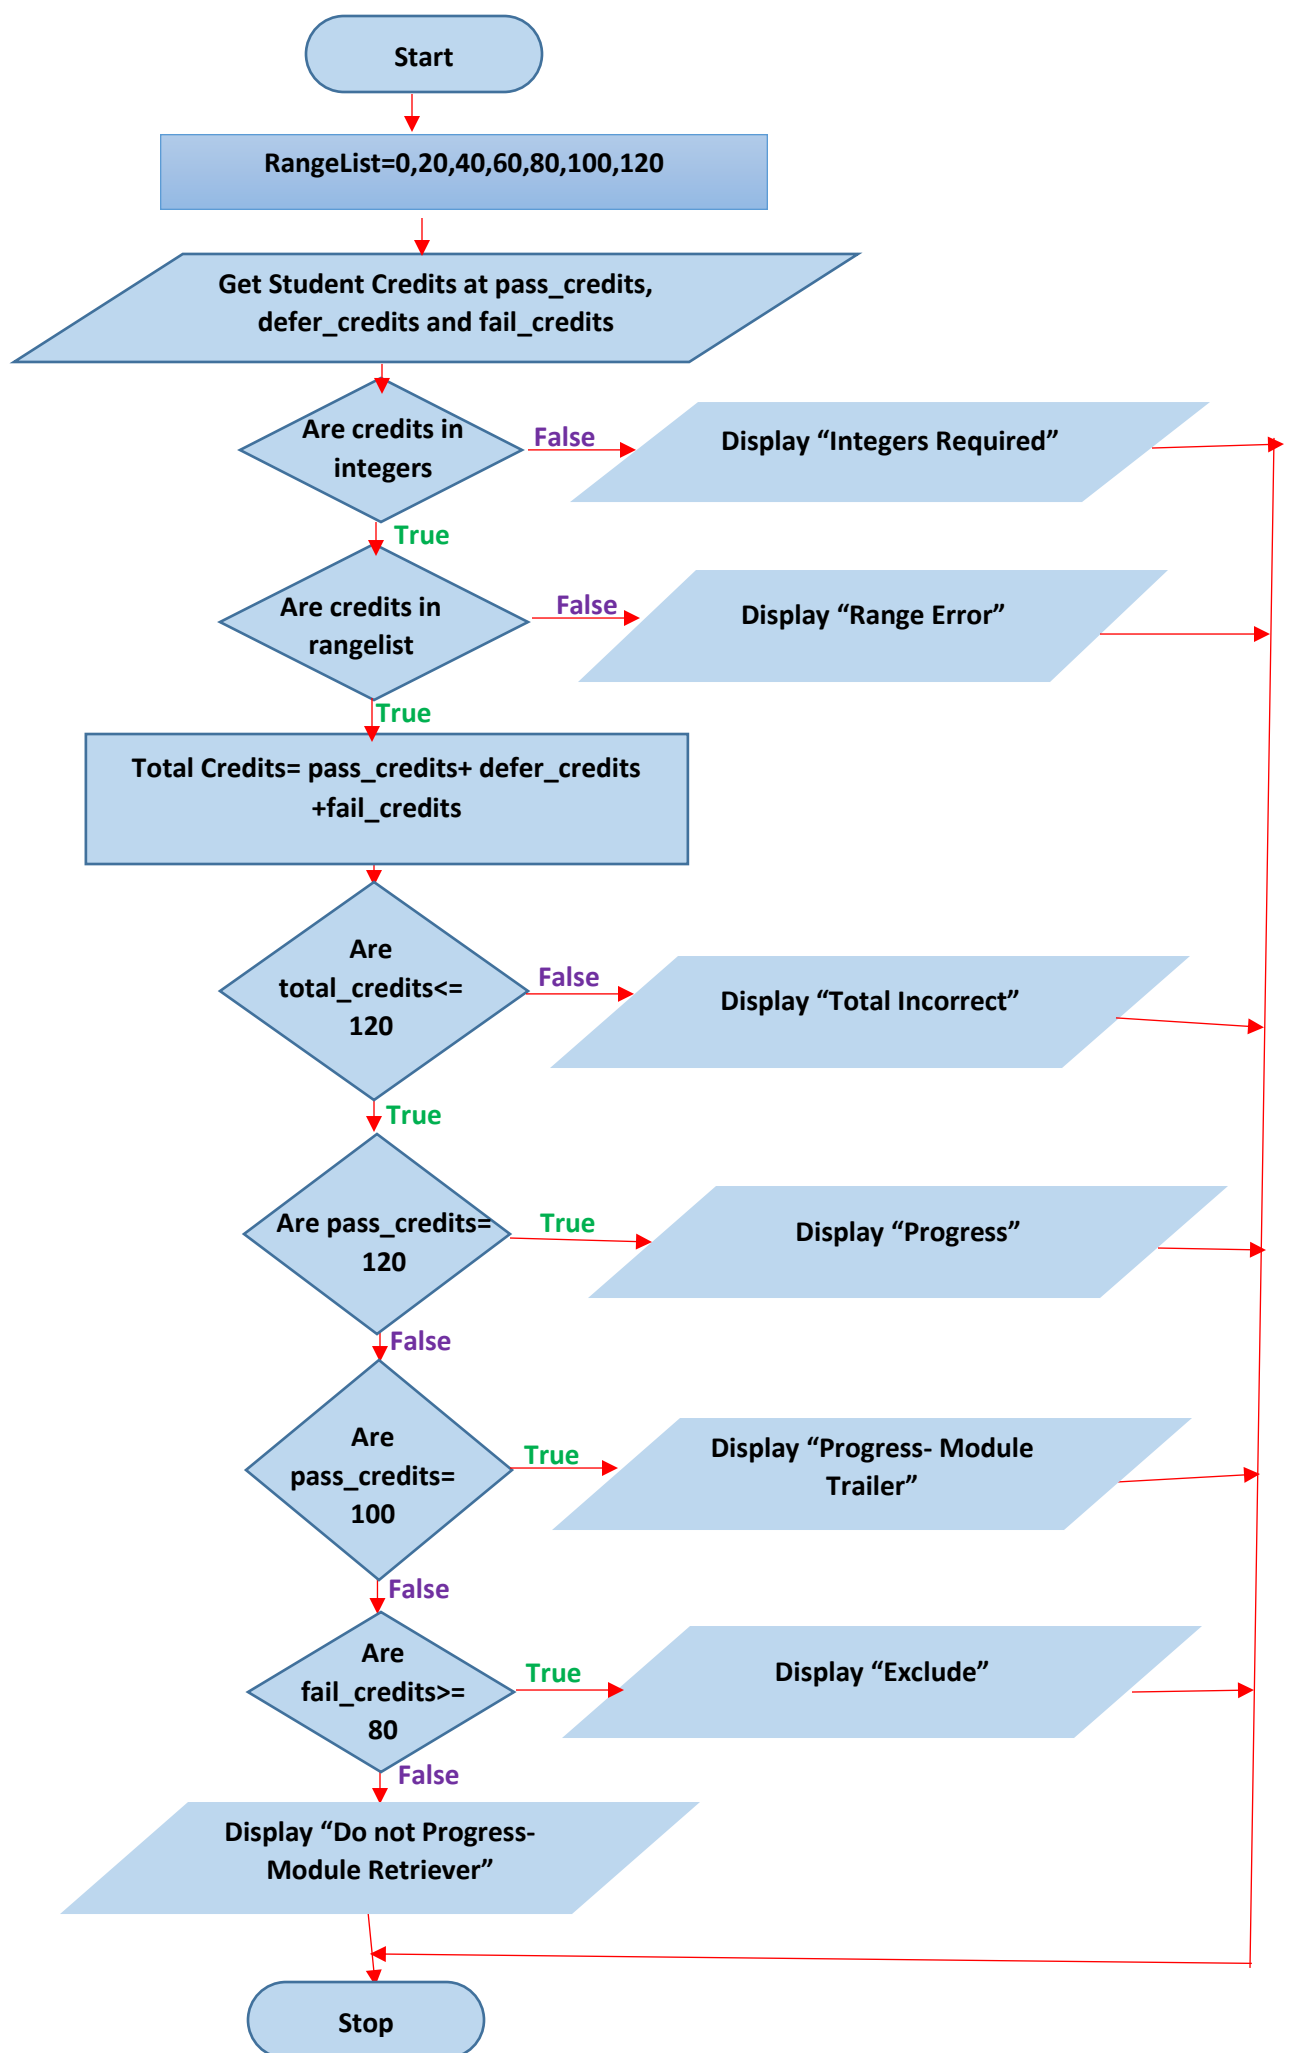 Start
RangeList=0,20,40,60,80,100,120
Get Student Credits at pass_credits,
defer_credits and fail_credits
Are credits in
integers
False
Display “Integers Required”
True
Are credits in
rangelist
False
Display “Range Error”
True
Total Credits= pass_credits+ defer_credits
+fail_credits
Are
total_credits<=
120
False
Display “Total Incorrect”
True
Are pass_credits=
120
True
Display “Progress”
False
Are
pass_credits=
100
True
Display “Progress- Module
Trailer”
False
Are
fail_credits>=
80
True
Display “Exclude”
False
Display “Do not Progress-
Module Retriever”
Stop